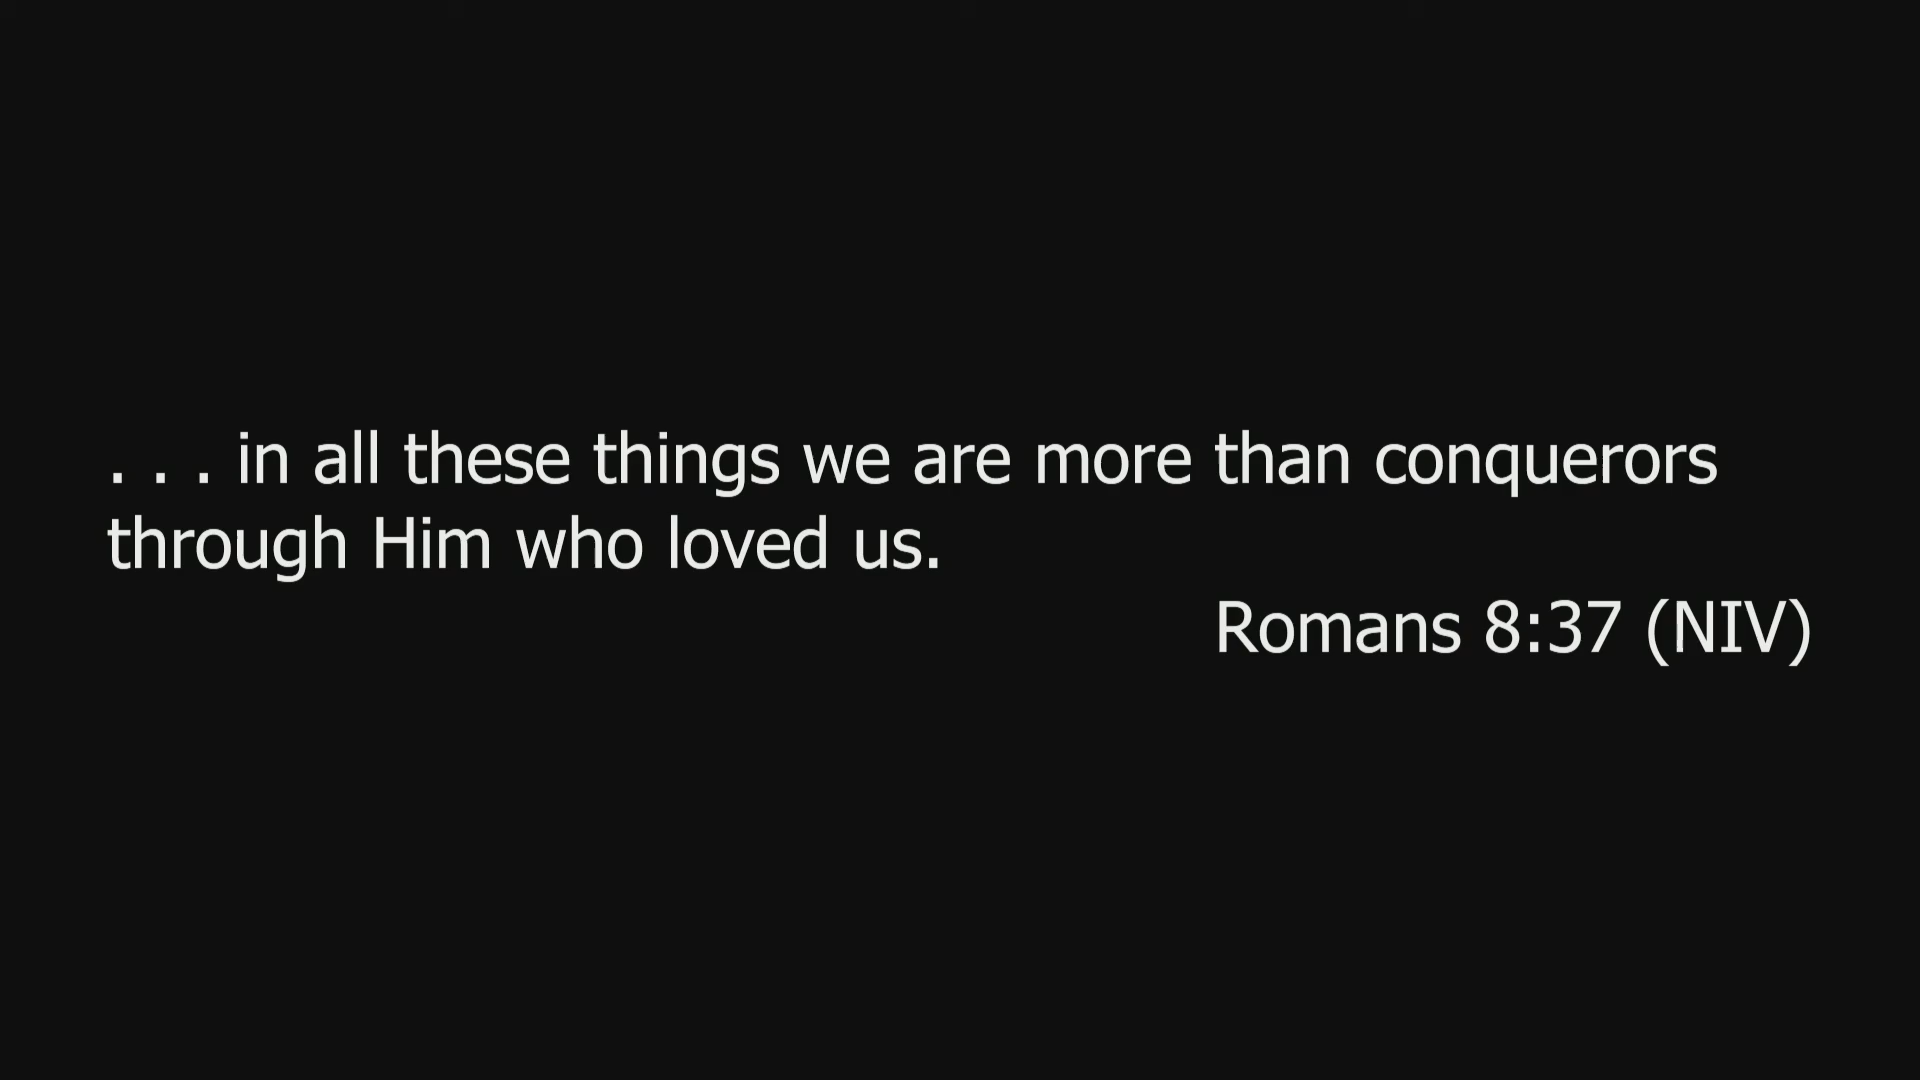 . . . in all these things we are more than conquerors
through Him who loved us.
Romans 8:37 (NIV)